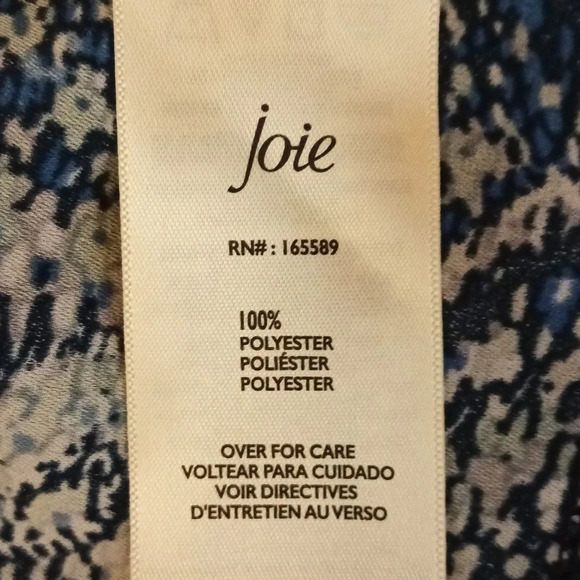 joie
RN# : 165589
100%
POLYESTER
POLIÉSTER
POLYESTER
OVER FOR CARE
VOLTEAR PARA CUIDADO
VOIR DIRECTIVES
D'ENTRETIEN AU VERSO